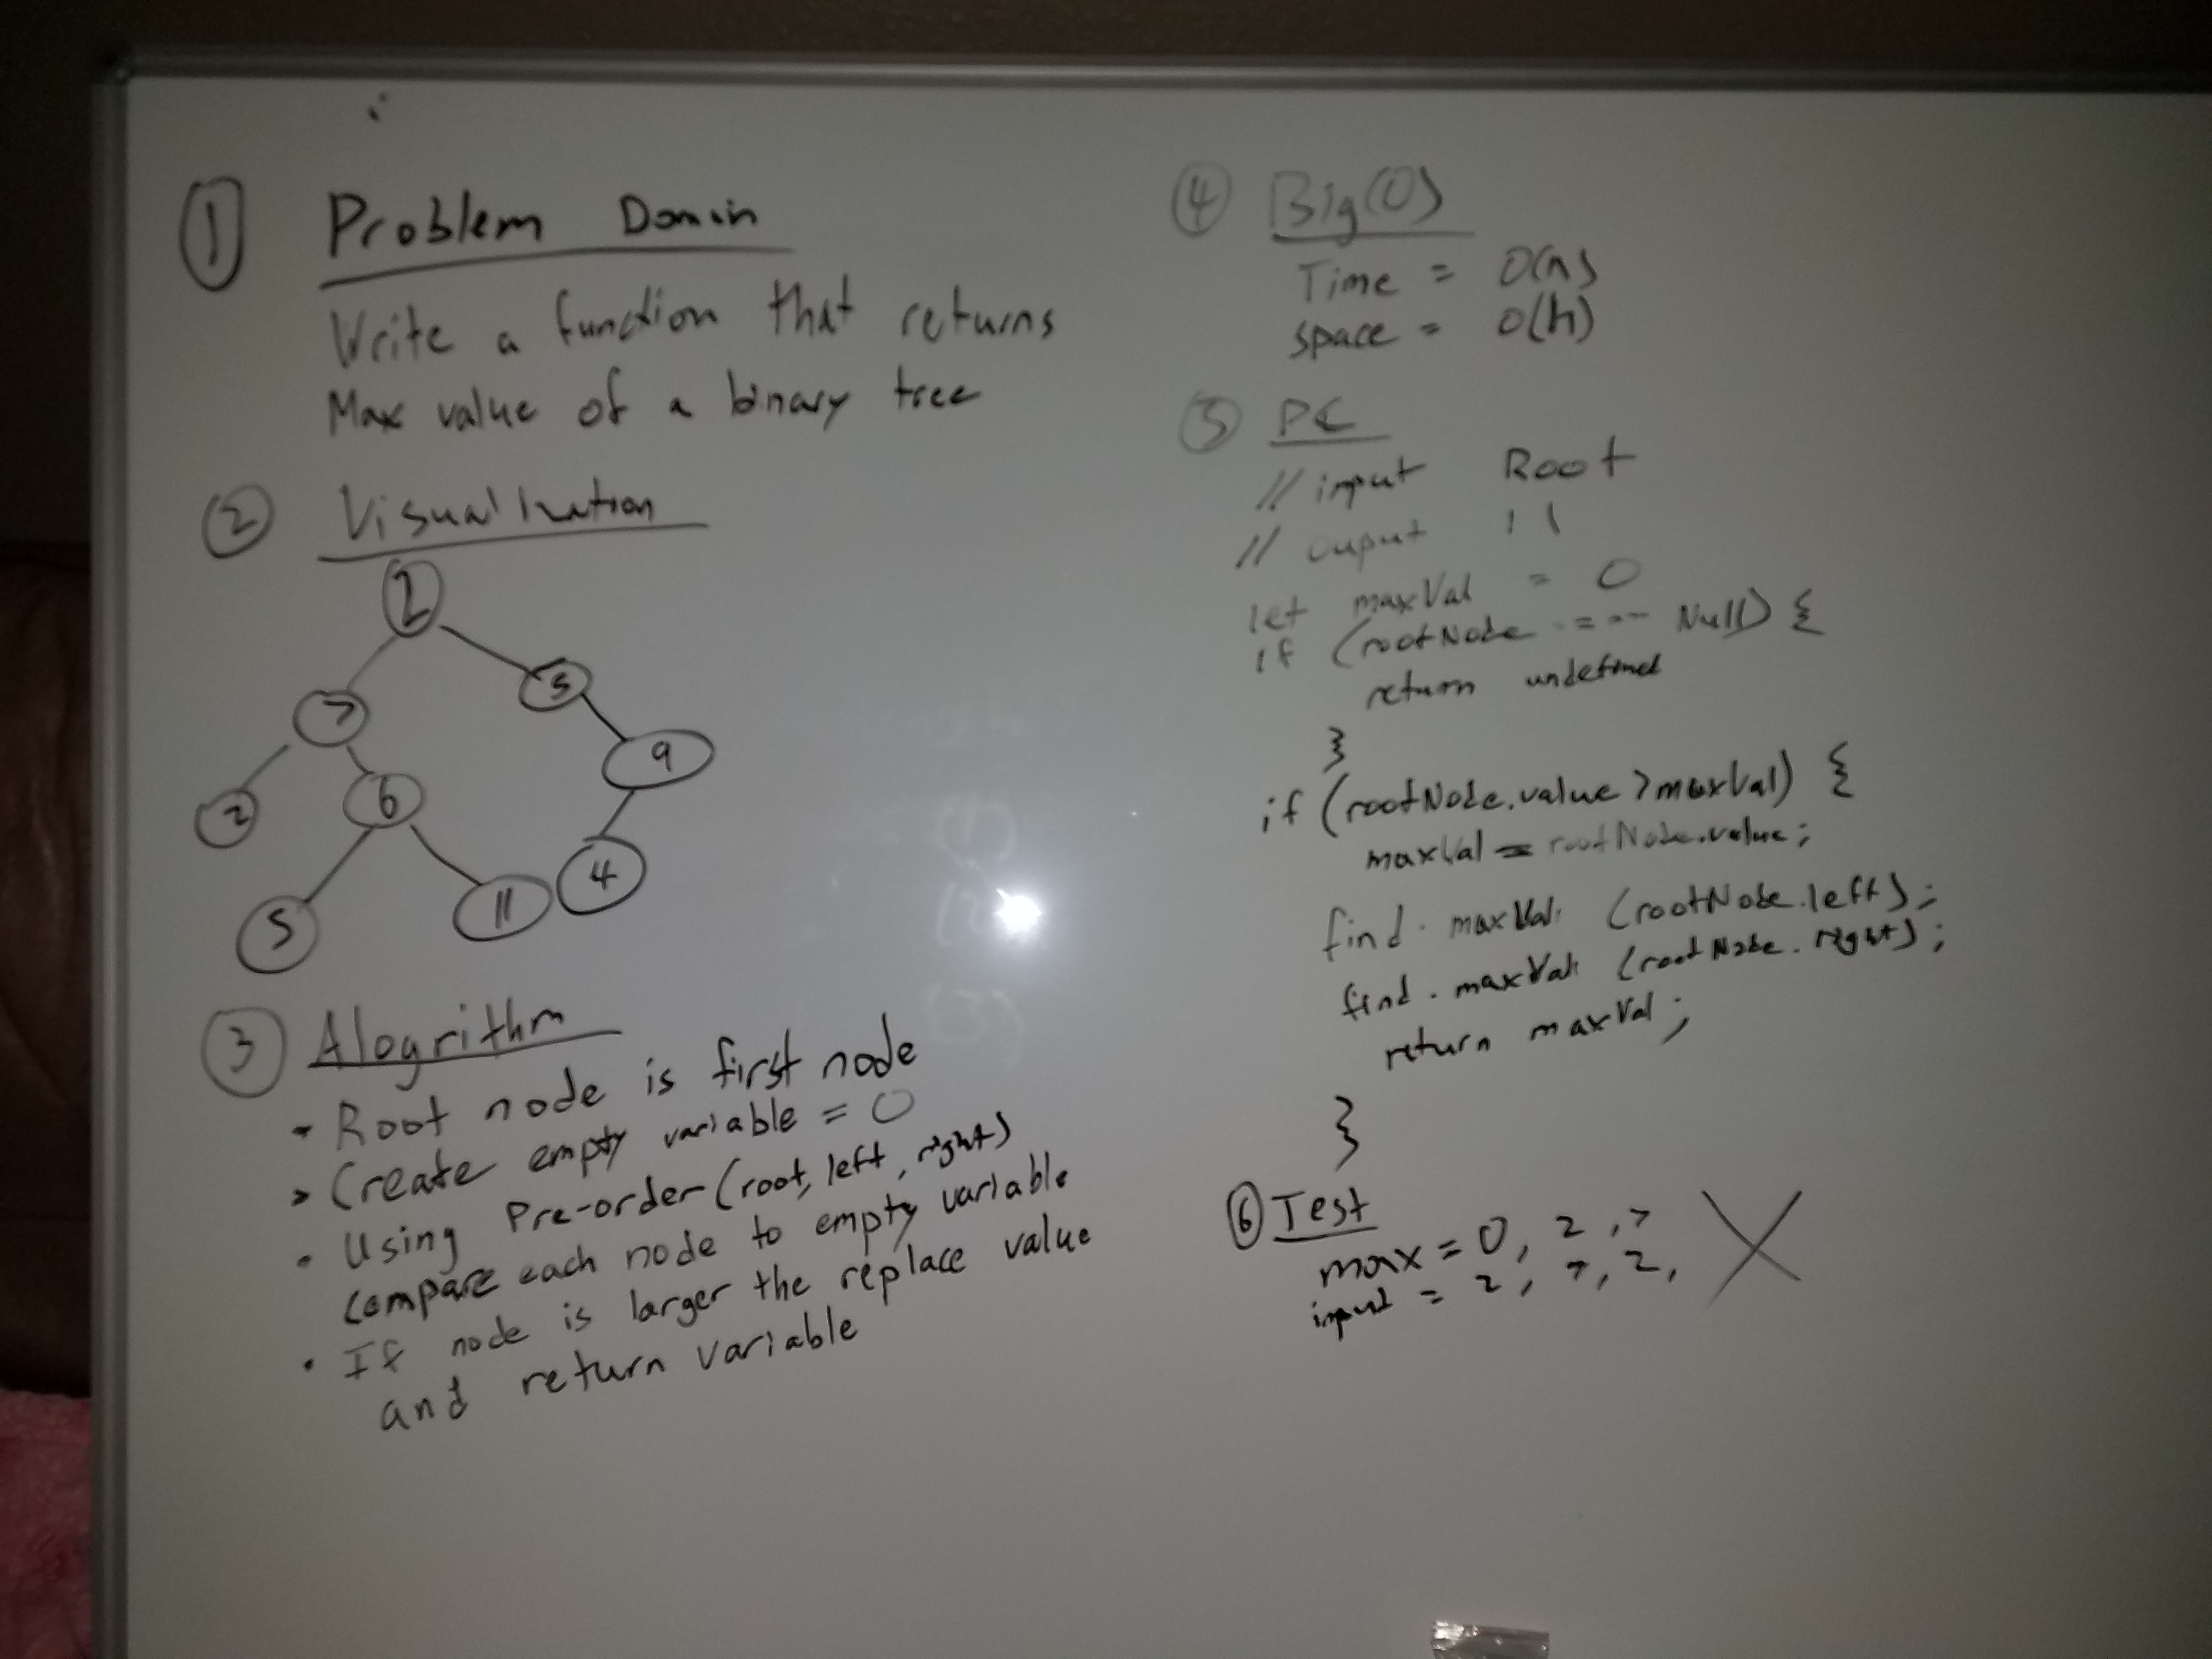 ① Problem Domain
Write a function that returns
Max value of a binary tree
② Visualization
2
7
5
2
6
9
5
11
4
③ Alogrithm
• Root node is first node
• Create empty variable = 0
• Using Pre-order (root, left, right)
compare each node to empty variable
• If node is larger the replace value
and return variable
④ Big(O)
Time = O(n)
space = O(h)
⑤ PC
// input Root
// ouput 11
let maxVal = 0
if (rootNode === Null) {
return undefined
}
if (rootNode.value > maxVal) {
maxVal = rootNode.value;
find. maxVal (rootNode.left);
find. maxVal (rootNode.right);
return maxVal;
}
⑥ Test
max = 0, 2, 7
input = 2, 7, 2,